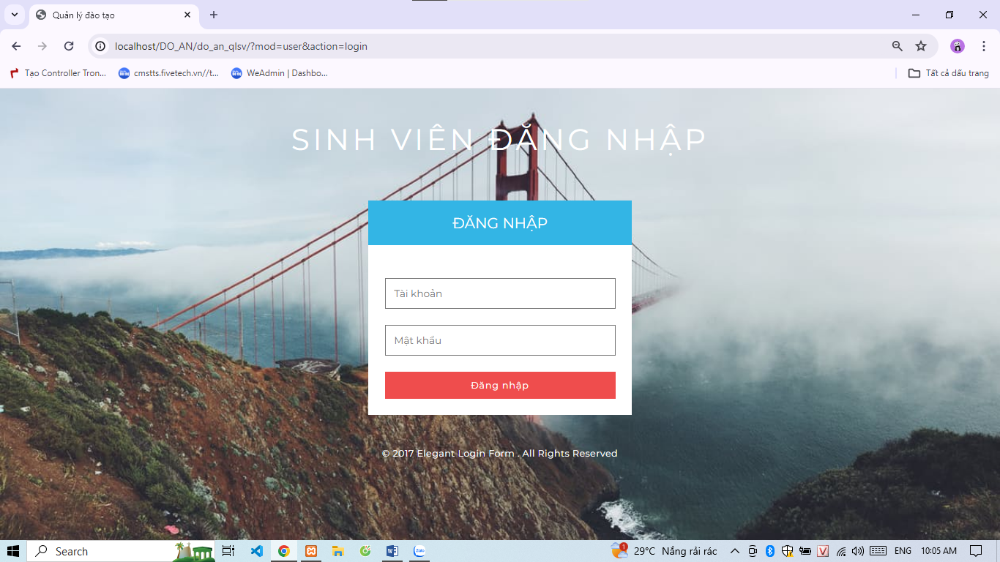 Quản lý đào tạo
localhost/DO_AN/do_an_qlsv/?mod=user&action=login
Tạo Controller Tron...
cmstts.fivetech.vn//t...
WeAdmin | Dashbo...
Tất cả dấu trang
SINH VIÊN ĐĂNG NHẬP
ĐĂNG NHẬP
Tài khoản
Mật khẩu
Đăng nhập
© 2017 Elegant Login Form . All Rights Reserved
Search
Zalo
1
29°C Nắng rải rác
V
ENG
10:05 AM